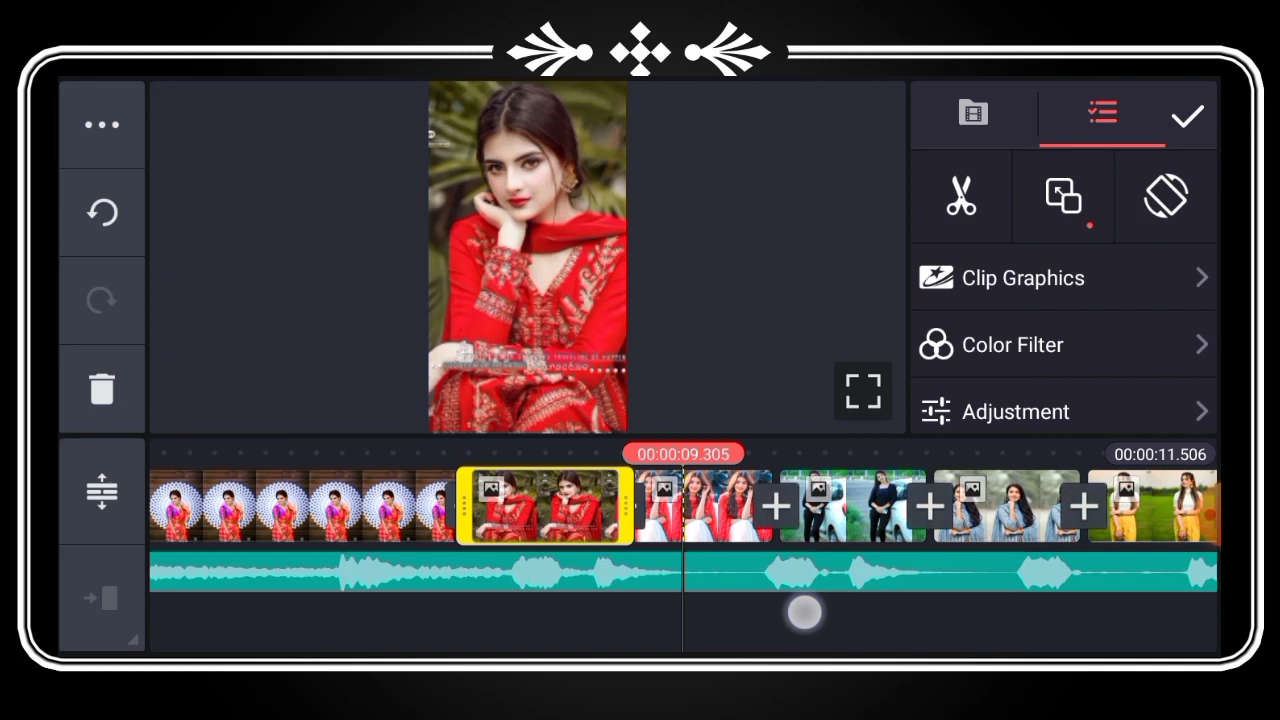 Clip Graphics
Color Filter
Adjustment
00:00:09.305
00:00:11.506